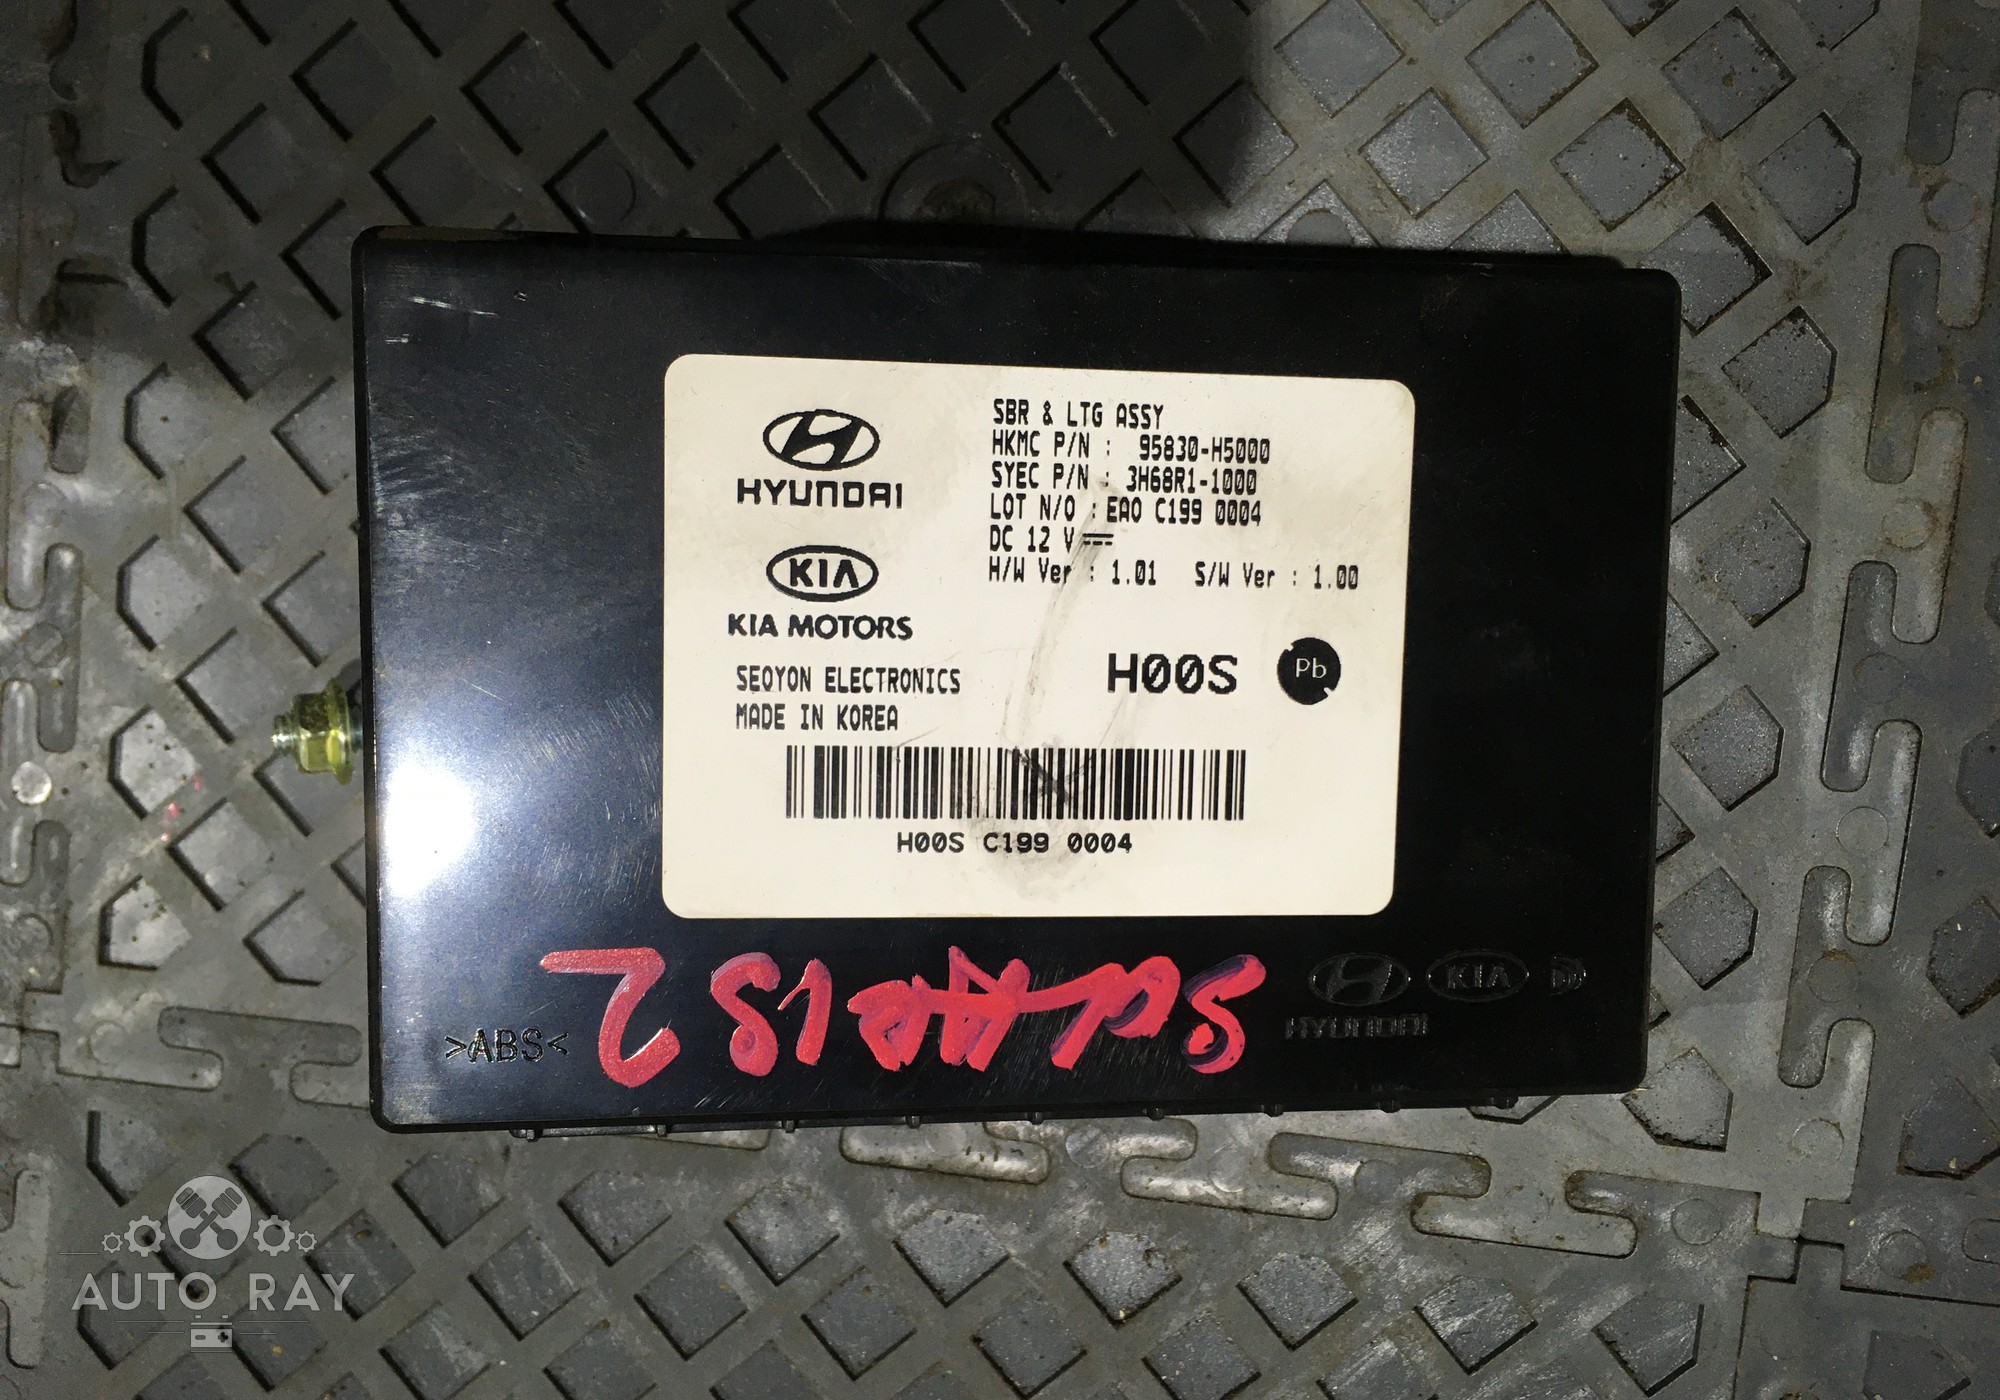 HYUNDAI
KIA
KIA MOTORS
SEOYON ELECTRONICS
MADE IN KOREA
SBR & LTG ASSY
HKMC P/N : 95830-H5000
SYEC P/N : 3H68R1-1000
LOT N/O : EAO C199 0004
DC 12 V
H/W Ver : 1.01 S/W Ver : 1.00
H00S Pb
H00S C199 0004
>ABS<
KIA
HYUNDAI
AUTO RAY